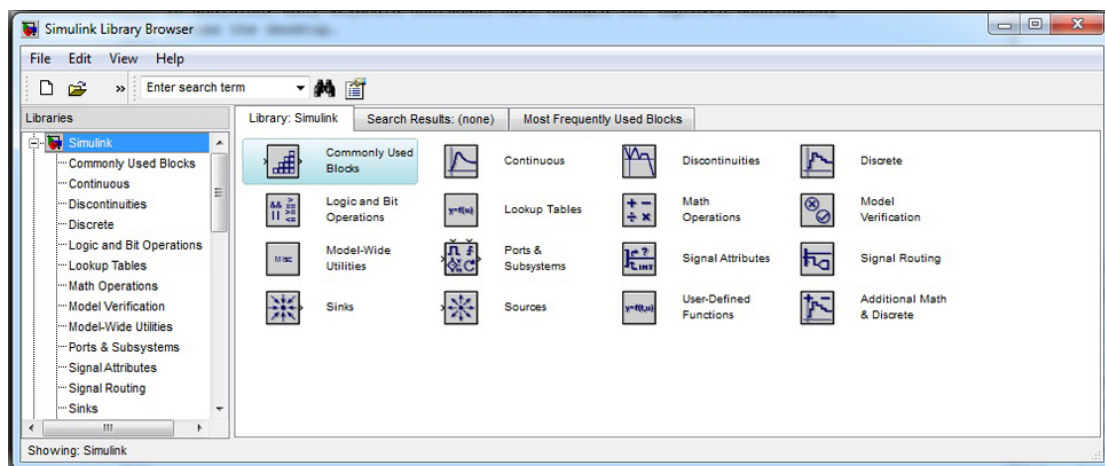 Simulink Library Browser
File Edit View Help
» Enter search term
Libraries
Library: Simulink Search Results: (none) Most Frequently Used Blocks
Simulink
Commonly Used Blocks
Continuous
Discontinuities
Discrete
Logic and Bit Operations
Lookup Tables
Math Operations
Model Verification
Model-Wide Utilities
Ports & Subsystems
Signal Attributes
Signal Routing
Sinks
Commonly Used
Blocks
Continuous
Discontinuities
Discrete
&& >=
|| <=
Logic and Bit
Operations
y=f(u)
Lookup Tables
+ −
÷ ×
Math
Operations
Model
Verification
Misc
Model-Wide
Utilities
Ports &
Subsystems
?
INT
Signal Attributes
Signal Routing
Sinks
Sources
y=f(0,u)
User-Defined
Functions
Additional Math
& Discrete
Showing: Simulink